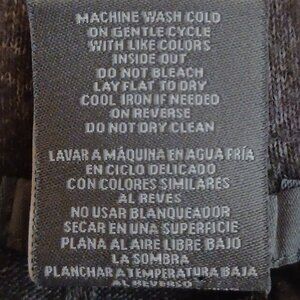 MACHINE WASH COLD
ON GENTLE CYCLE
WITH LIKE COLORS
INSIDE OUT
DO NOT BLEACH
LAY FLAT TO DRY
COOL IRON IF NEEDED
ON REVERSE
DO NOT DRY CLEAN
LAVAR A MÁQUINA EN AGUA FRÍA
EN CICLO DELICADO
CON COLORES SIMILARES
AL REVES
NO USAR BLANQUEADOR
SECAR EN UNA SUPERFICIE
PLANA AL AIRE LIBRE BAJO
LA SOMBRA
PLANCHAR A TEMPERATURA BAJA
AL REVERSO